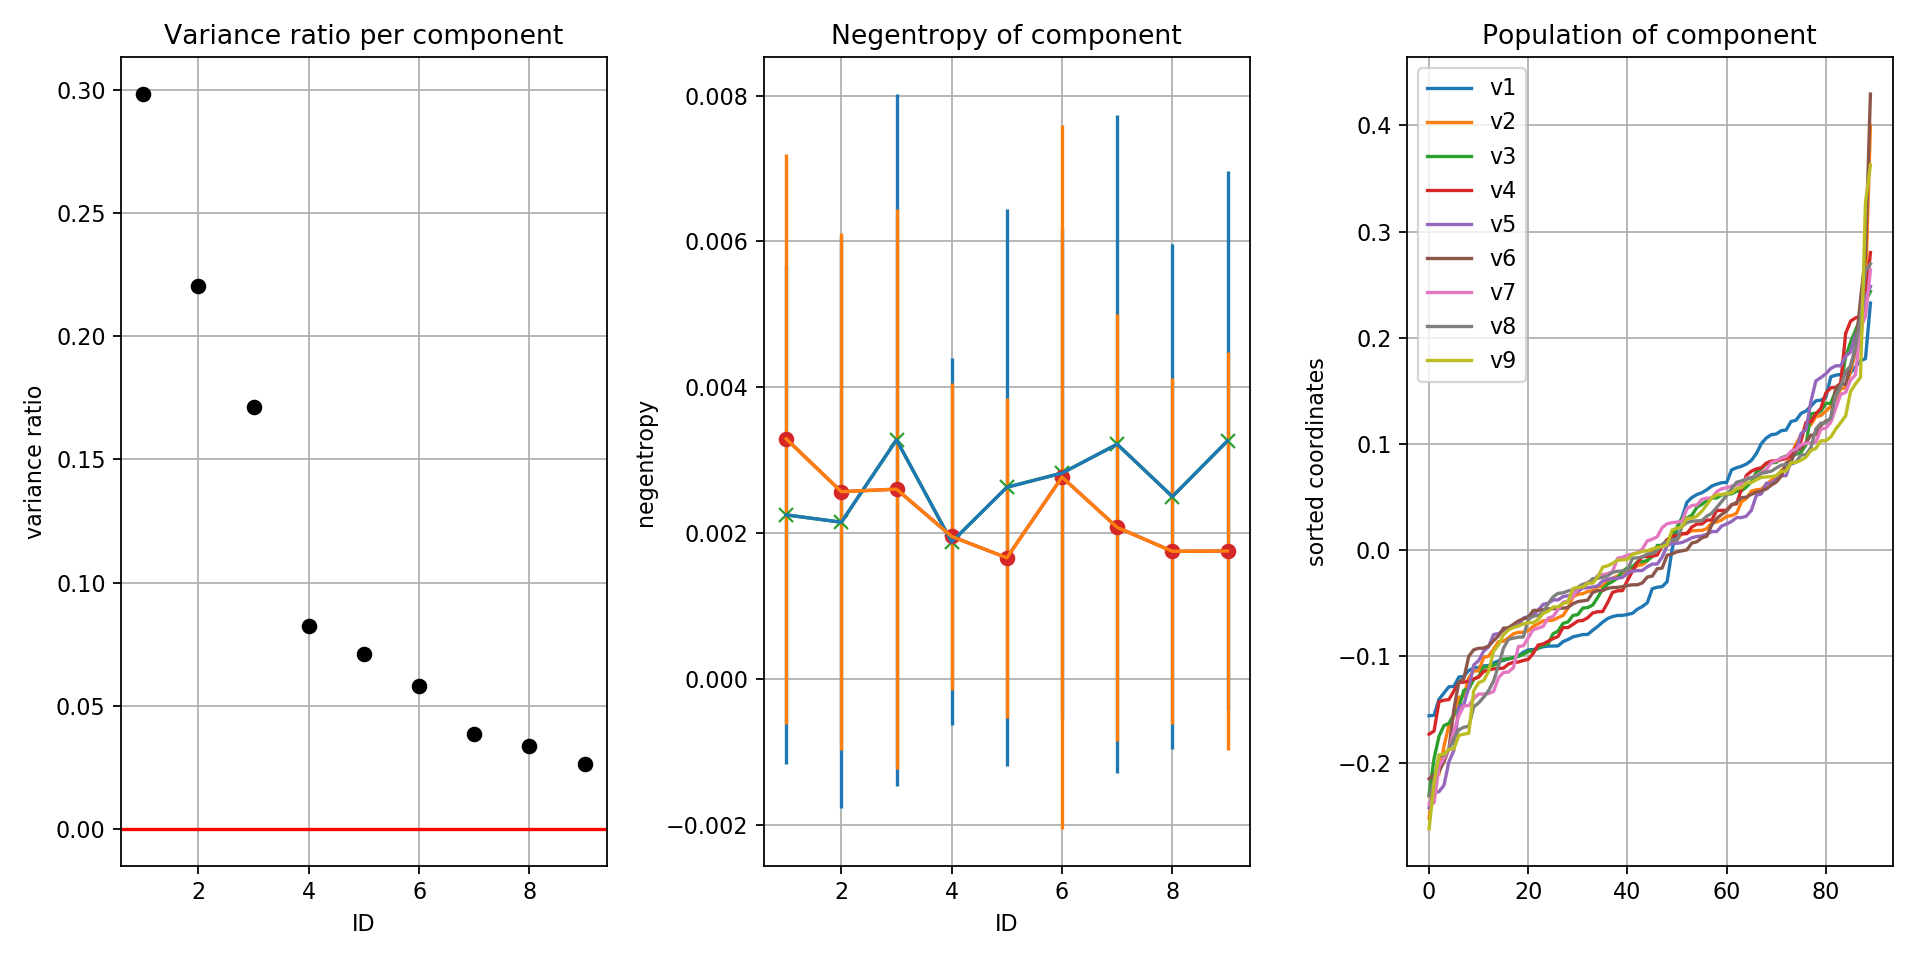 Variance ratio per component
variance ratio
0.30
0.25
0.20
0.15
0.10
0.05
0.00
2 4 6 8
ID
Negentropy of component
negentropy
0.008
0.006
0.004
0.002
0.000
−0.002
2 4 6 8
ID
Population of component
sorted coordinates
0.4
0.3
0.2
0.1
0.0
−0.1
−0.2
v1
v2
v3
v4
v5
v6
v7
v8
v9
0 20 40 60 80